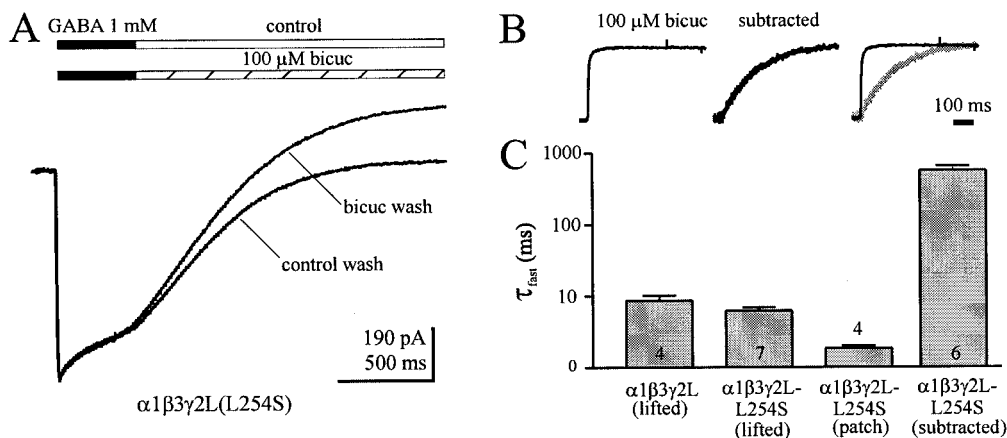 A
GABA 1 mM
control
100 μM bicuc
bicuc wash
control wash
190 pA
500 ms
α1β3γ2L(L254S)
B
100 μM bicuc
subtracted
100 ms
C
τfast (ms)
1000
100
10
0
4
7
4
6
α1β3γ2L
(lifted)
α1β3γ2L-
L254S
(lifted)
α1β3γ2L-
L254S
(patch)
α1β3γ2L-
L254S
(subtracted)